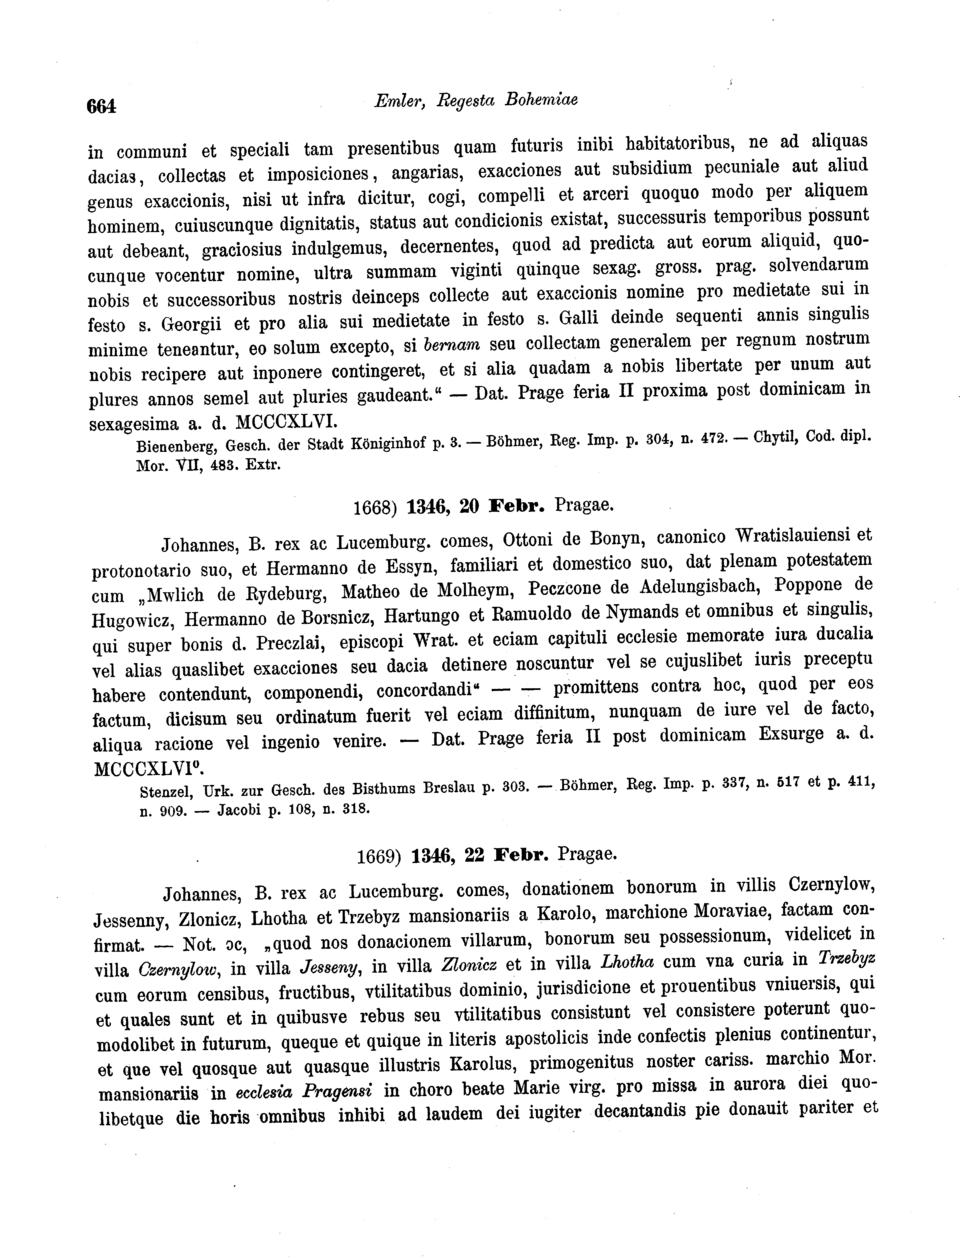 664
Emler, Regesta Bohemiae
in communi et speciali tam presentibus quam futuris inibi habitatoribus, ne ad aliquas
dacias, collectas et imposiciones, angarias, exacciones aut subsidium pecuniale aut aliud
genus exaccionis, nisi ut infra dicitur, cogi, compelli et arceri quoquo modo per aliquem
hominem, cuiuscunque dignitatis, status aut condicionis existat, successuris temporibus possunt
aut debeant, graciosius indulgemus, decernentes, quod ad predicta aut eorum aliquid, quo-
cunque vocentur nomine, ultra summam viginti quinque sexag. gross. prag. solvendarum
nobis et successoribus nostris deinceps collecte aut exaccionis nomine pro medietate sui in
festo s. Georgii et pro alia sui medietate in festo s. Galli deinde sequenti annis singulis
minime teneantur, eo solum excepto, si bernam seu collectam generalem per regnum nostrum
nobis recipere aut inponere contingeret, et si alia quadam a nobis libertate per unum aut
plures annos semel aut pluries gaudeant.“ — Dat. Prage feria II proxima post dominicam in
sexagesima a. d. MCCCXLVI.
Bienenberg, Gesch. der Stadt Königinhof p. 3. — Böhmer, Reg. Imp. p. 304, n. 472. — Chytil, Cod. dipl.
Mor. VII, 483. Extr.
1668) 1346, 20 Febr. Pragae.
Johannes, B. rex ac Lucemburg. comes, Ottoni de Bonyn, canonico Wratislauiensi et
protonotario suo, et Hermanno de Essyn, familiari et domestico suo, dat plenam potestatem
cum „Mwlich de Rydeburg, Matheo de Molheym, Peczcone de Adelungisbach, Poppone de
Hugowicz, Hermanno de Borsnicz, Hartungo et Ramuoldo de Nymands et omnibus et singulis,
qui super bonis d. Preczlai, episcopi Wrat. et eciam capituli ecclesie memorate iura ducalia
vel alias quaslibet exacciones seu dacia detinere noscuntur vel se cujuslibet iuris preceptu
habere contendunt, componendi, concordandi“ — — promittens contra hoc, quod per eos
factum, dicisum seu ordinatum fuerit vel eciam diffinitum, nunquam de iure vel de facto,
aliqua racione vel ingenio venire. — Dat. Prage feria II post dominicam Exsurge a. d.
MCCCXLVI⁰.
Stenzel, Urk. zur Gesch. des Bisthums Breslau p. 303. — Böhmer, Reg. Imp. p. 337, n. 517 et p. 411,
n. 909. — Jacobi p. 108, n. 318.
1669) 1346, 22 Febr. Pragae.
Johannes, B. rex ac Lucemburg. comes, donationem bonorum in villis Czernylow,
Jessenny, Zlonicz, Lhotha et Trzebyz mansionariis a Karolo, marchione Moraviae, factam con-
firmat. — Not. ɔc, „quod nos donacionem villarum, bonorum seu possessionum, videlicet in
villa Czernylow, in villa Jesseny, in villa Zlonicz et in villa Lhotha cum vna curia in Trzebyz
cum eorum censibus, fructibus, vtilitatibus dominio, jurisdicione et prouentibus vniuersis, qui
et quales sunt et in quibusve rebus seu vtilitatibus consistunt vel consistere poterunt quo-
modolibet in futurum, queque et quique in literis apostolicis inde confectis plenius continentur,
et que vel quosque aut quasque illustris Karolus, primogenitus noster cariss. marchio Mor.
mansionariis in ecclesia Pragensi in choro beate Marie virg. pro missa in aurora diei quo-
libetque die horis omnibus inhibi ad laudem dei iugiter decantandis pie donauit pariter et